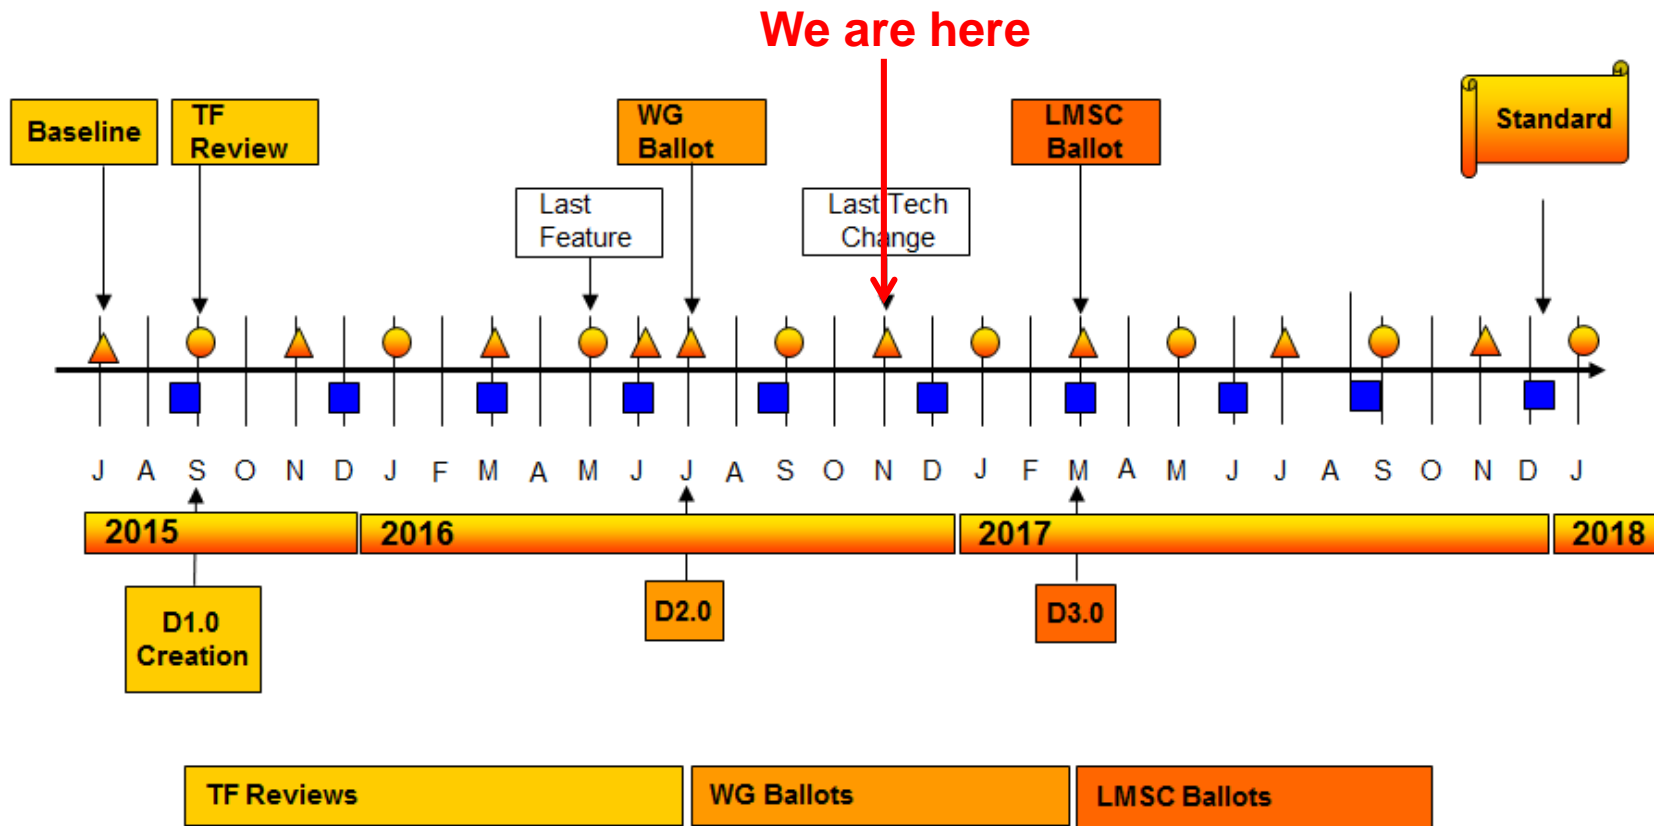 We are here
Baseline
TF
Review
WG
Ballot
LMSC
Ballot
Standard
Last
Feature
Last Tech
Change
J A S O N D J F M A M J J A S O N D J F M A M J J A S O N D J
2015 2016 2017 2018
D1.0
Creation
D2.0
D3.0
TF Reviews WG Ballots LMSC Ballots